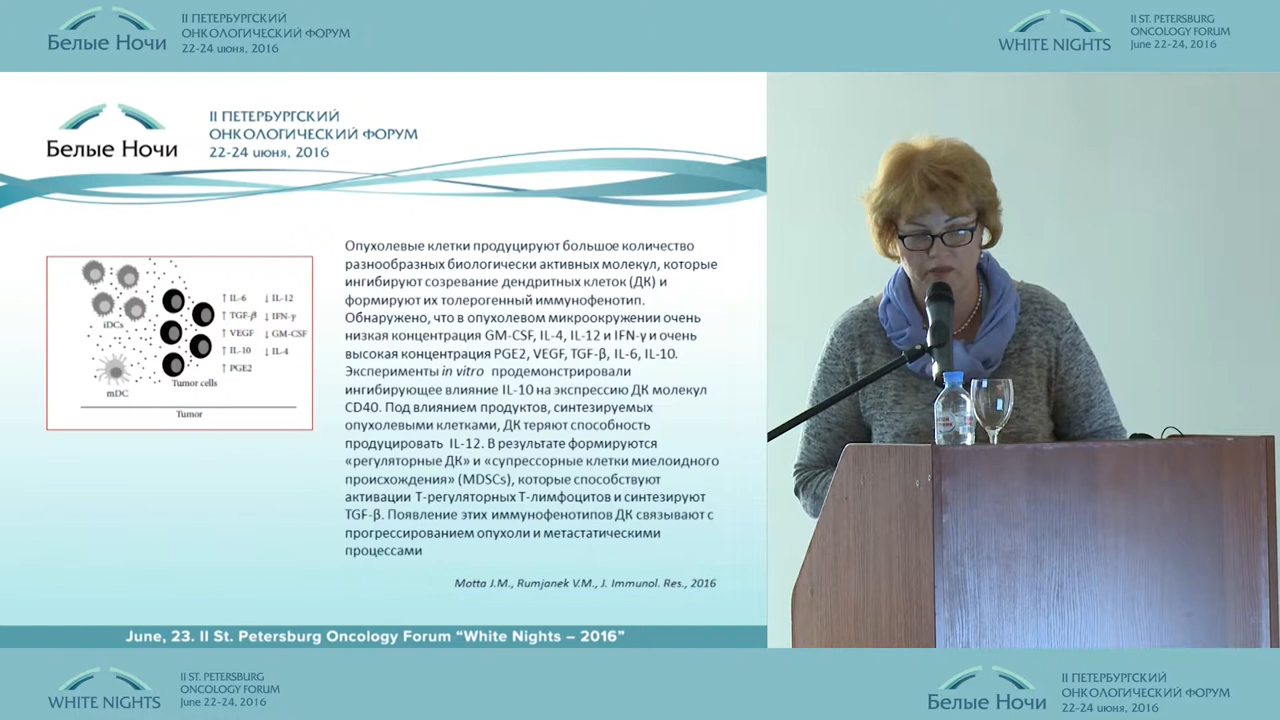 Белые Ночи
II ПЕТЕРБУРГСКИЙ
ОНКОЛОГИЧЕСКИЙ ФОРУМ
22-24 июня, 2016
WHITE NIGHTS
II ST. PETERSBURG
ONCOLOGY FORUM
June 22-24, 2016
Белые Ночи
II ПЕТЕРБУРГСКИЙ
ОНКОЛОГИЧЕСКИЙ ФОРУМ
22-24 июня, 2016
iDCs
mDC
Tumor cells
Tumor
↑ IL-6 ↓ IL-12
↑ TGF-β ↓ IFN-γ
↑ VEGF ↓ GM-CSF
↑ IL-10 ↓ IL-4
↑ PGE2
Опухолевые клетки продуцируют большое количество
разнообразных биологически активных молекул, которые
ингибируют созревание дендритных клеток (ДК) и
формируют их толерогенный иммунофенотип.
Обнаружено, что в опухолевом микроокружении очень
низкая концентрация GM-CSF, IL-4, IL-12 и IFN-γ и очень
высокая концентрация PGE2, VEGF, TGF-β, IL-6, IL-10.
Эксперименты in vitro продемонстрировали
ингибирующее влияние IL-10 на экспрессию ДК молекул
CD40. Под влиянием продуктов, синтезируемых
опухолевыми клетками, ДК теряют способность
продуцировать IL-12. В результате формируются
«регуляторные ДК» и «супрессорные клетки миелоидного
происхождения» (MDSCs), которые способствуют
активации Т-регуляторных Т-лимфоцитов и синтезируют
TGF-β. Появление этих иммунофенотипов ДК связывают с
прогрессированием опухоли и метастатическими
процессами
Motta J.M., Rumjanek V.M., J. Immunol. Res., 2016
June, 23. II St. Petersburg Oncology Forum “White Nights – 2016”
WHITE NIGHTS
II ST. PETERSBURG
ONCOLOGY FORUM
June 22-24, 2016
Белые Ночи
II ПЕТЕРБУРГСКИЙ
ОНКОЛОГИЧЕСКИЙ ФОРУМ
22-24 июня, 2016